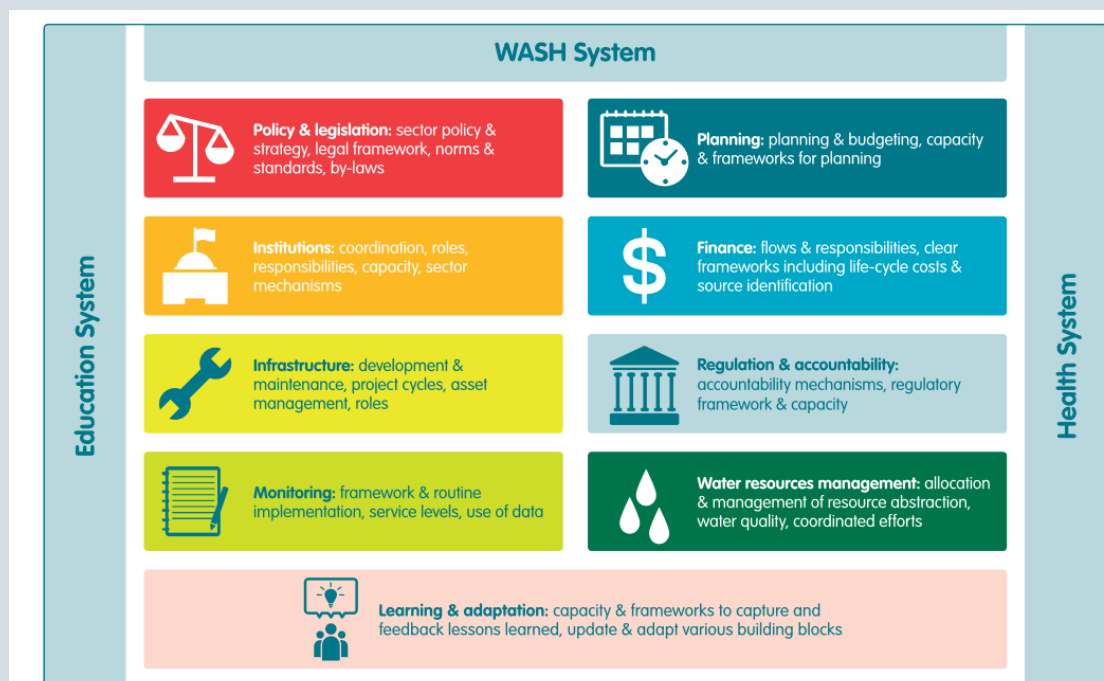 WASH System
Education System
Policy & legislation: sector policy &
strategy, legal framework, norms &
standards, by-laws
Planning: planning & budgeting, capacity
& frameworks for planning
Institutions: coordination, roles,
responsibilities, capacity, sector
mechanisms
Finance: flows & responsibilities, clear
frameworks including life-cycle costs &
source identification
Infrastructure: development &
maintenance, project cycles, asset
management, roles
Regulation & accountability:
accountability mechanisms, regulatory
framework & capacity
Monitoring: framework & routine
implementation, service levels, use of data
Water resources management: allocation
& management of resource abstraction,
water quality, coordinated efforts
Learning & adaptation: capacity & frameworks to capture and
feedback lessons learned, update & adapt various building blocks
Health System